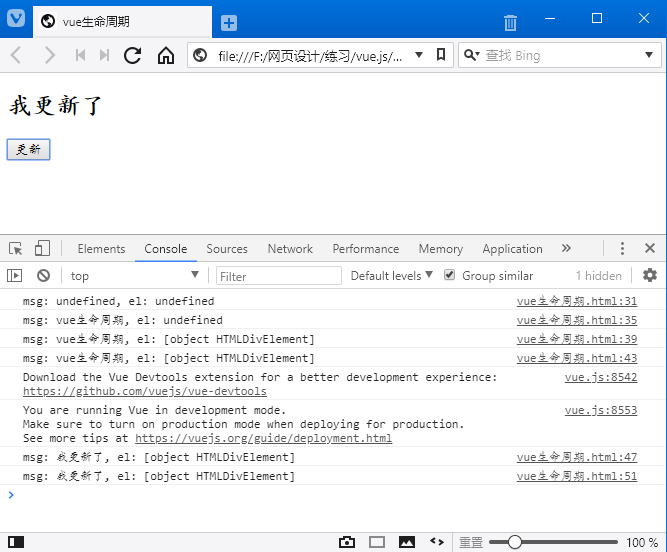 vue生命周期
file:///F:/网页设计/练习/vue.js/...
查找 Bing
我更新了
更新
Elements Console Sources Network Performance Memory Application
top Filter Default levels Group similar 1 hidden
msg: undefined, el: undefined vue生命周期.html:31
msg: vue生命周期, el: undefined vue生命周期.html:35
msg: vue生命周期, el: [object HTMLDivElement] vue生命周期.html:39
msg: vue生命周期, el: [object HTMLDivElement] vue生命周期.html:43
Download the Vue Devtools extension for a better development experience: vue.js:8542
https://github.com/vuejs/vue-devtools
You are running Vue in development mode. vue.js:8553
Make sure to turn on production mode when deploying for production.
See more tips at https://vuejs.org/guide/deployment.html
msg: 我更新了, el: [object HTMLDivElement] vue生命周期.html:47
msg: 我更新了, el: [object HTMLDivElement] vue生命周期.html:51
重置 100 %